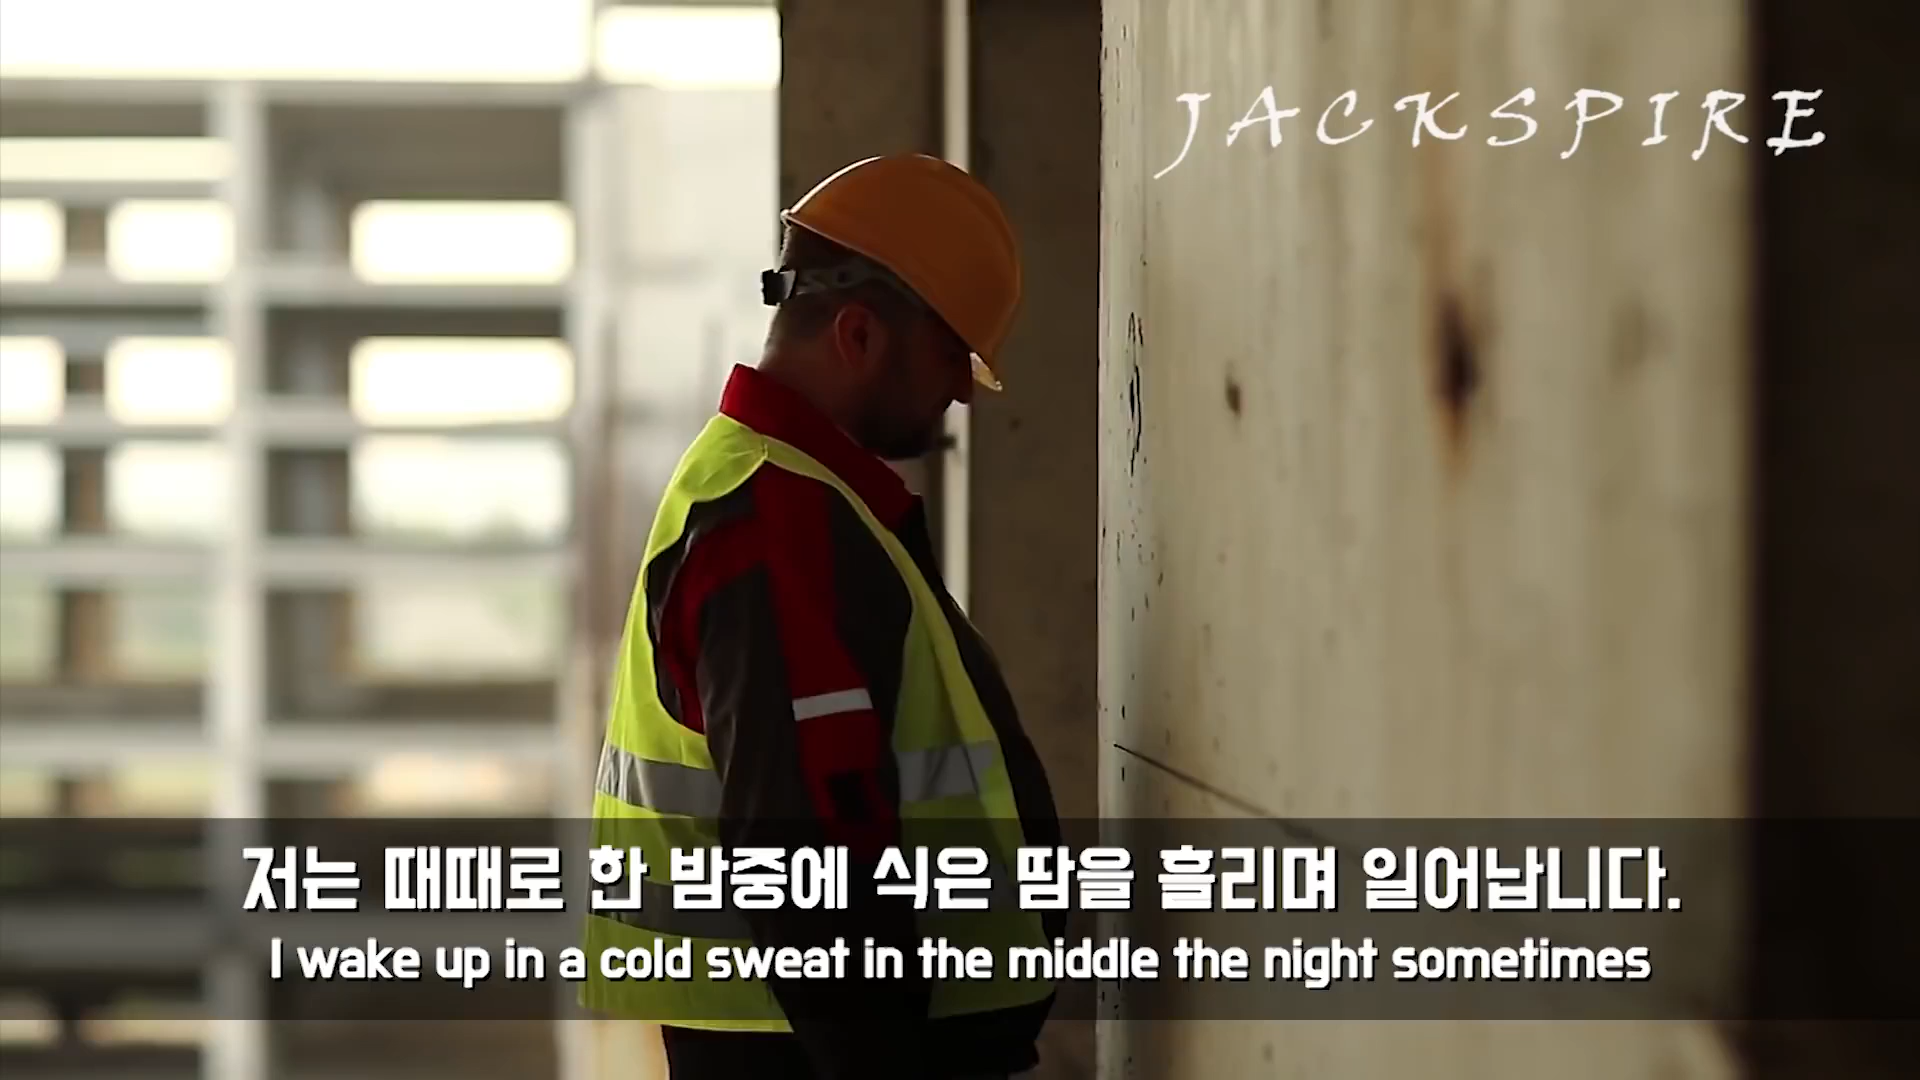 JACKSPIRE
저는 때때로 한 밤중에 식은 땀을 흘리며 일어납니다.
I wake up in a cold sweat in the middle the night sometimes